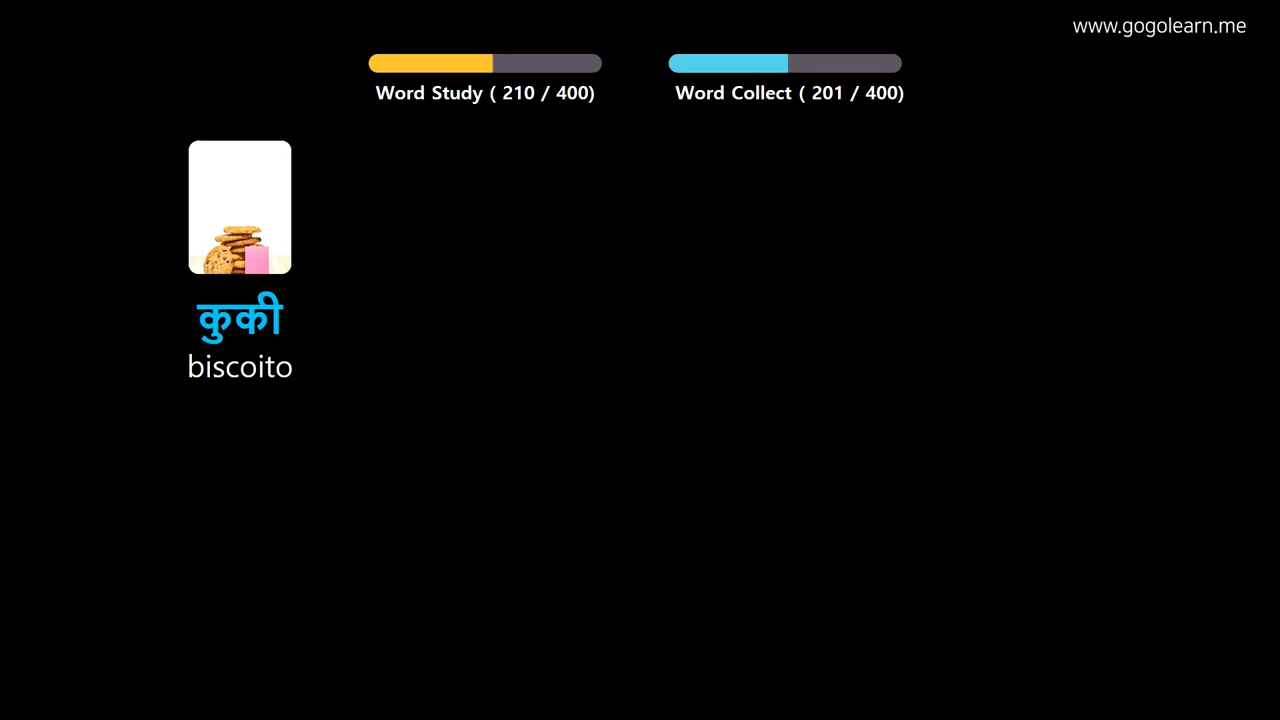 www.gogolearn.me
Word Study ( 210 / 400)
Word Collect ( 201 / 400)
कुकी
biscoito